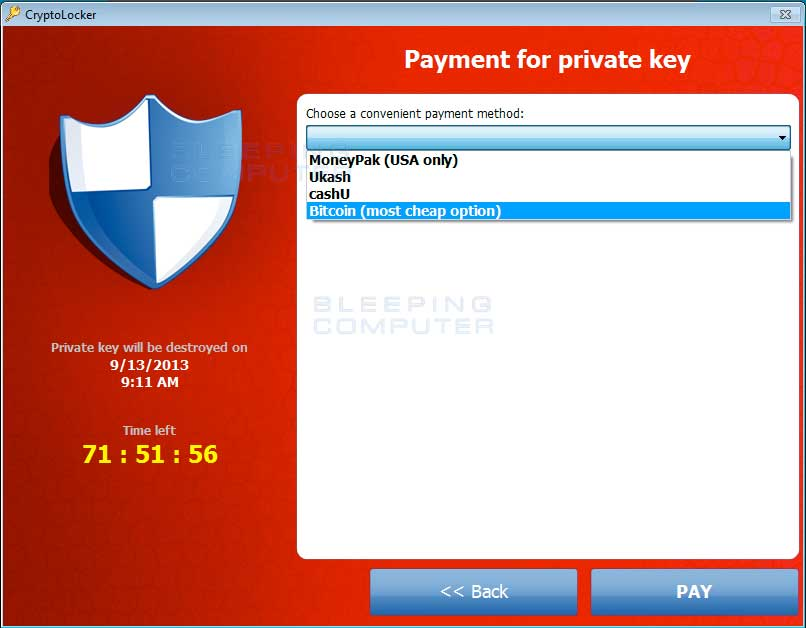 CryptoLocker
Payment for private key
Choose a convenient payment method:
MoneyPak (USA only)
Ukash
cashU
Bitcoin (most cheap option)
BLEEPING
COMPUTER
BLEEPING
COMPUTER
Private key will be destroyed on
9/13/2013
9:11 AM
Time left
71 : 51 : 56
<< Back
PAY